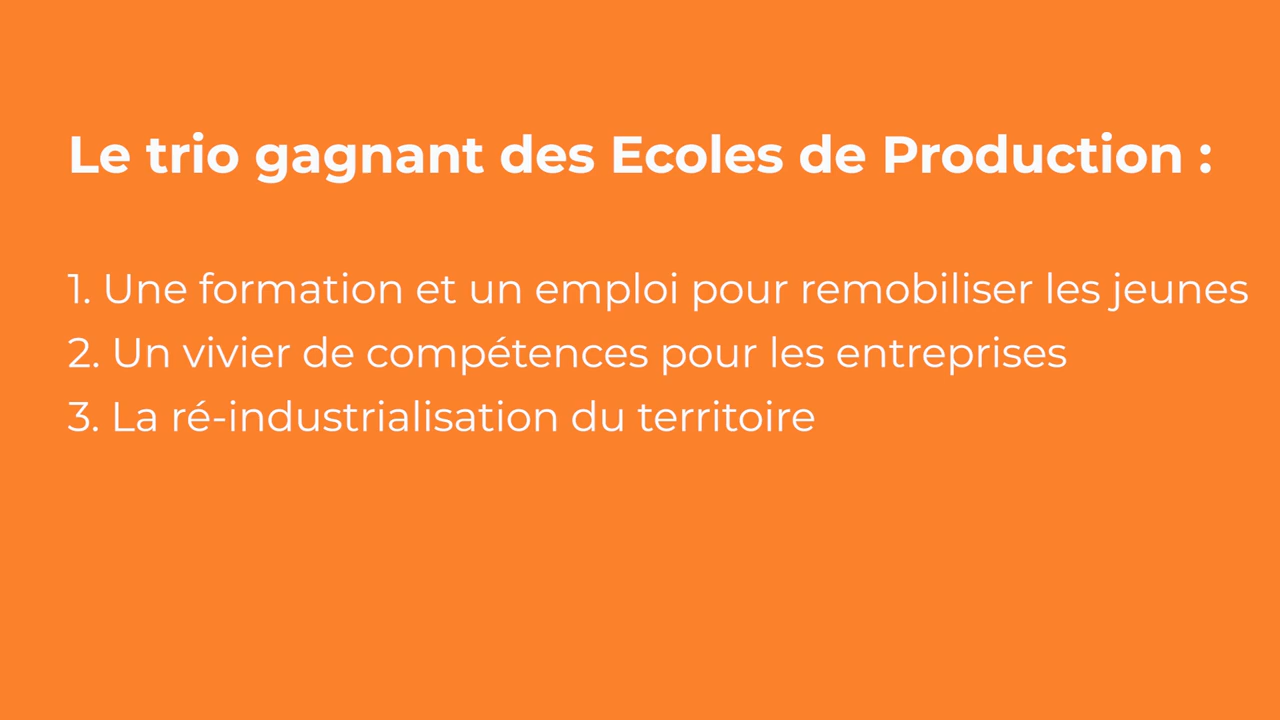 Le trio gagnant des Ecoles de Production :
1. Une formation et un emploi pour remobiliser les jeunes
2. Un vivier de compétences pour les entreprises
3. La ré-industrialisation du territoire